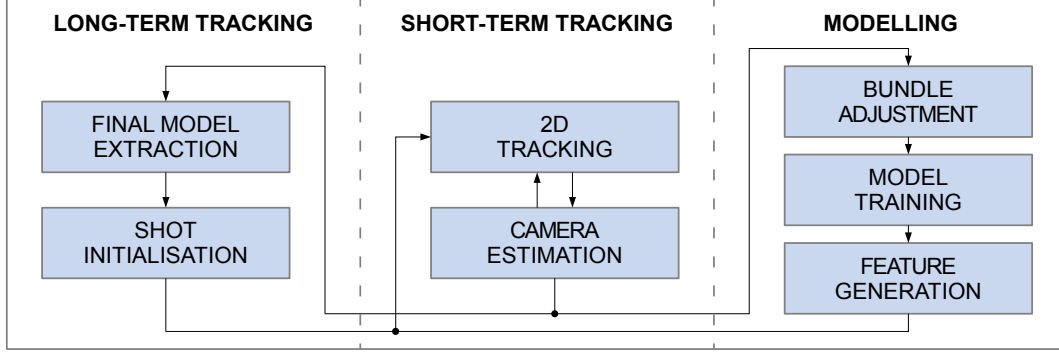 LONG-TERM TRACKING
FINAL MODEL
EXTRACTION
SHOT
INITIALISATION
SHORT-TERM TRACKING
2D
TRACKING
CAMERA
ESTIMATION
MODELLING
BUNDLE
ADJUSTMENT
MODEL
TRAINING
FEATURE
GENERATION